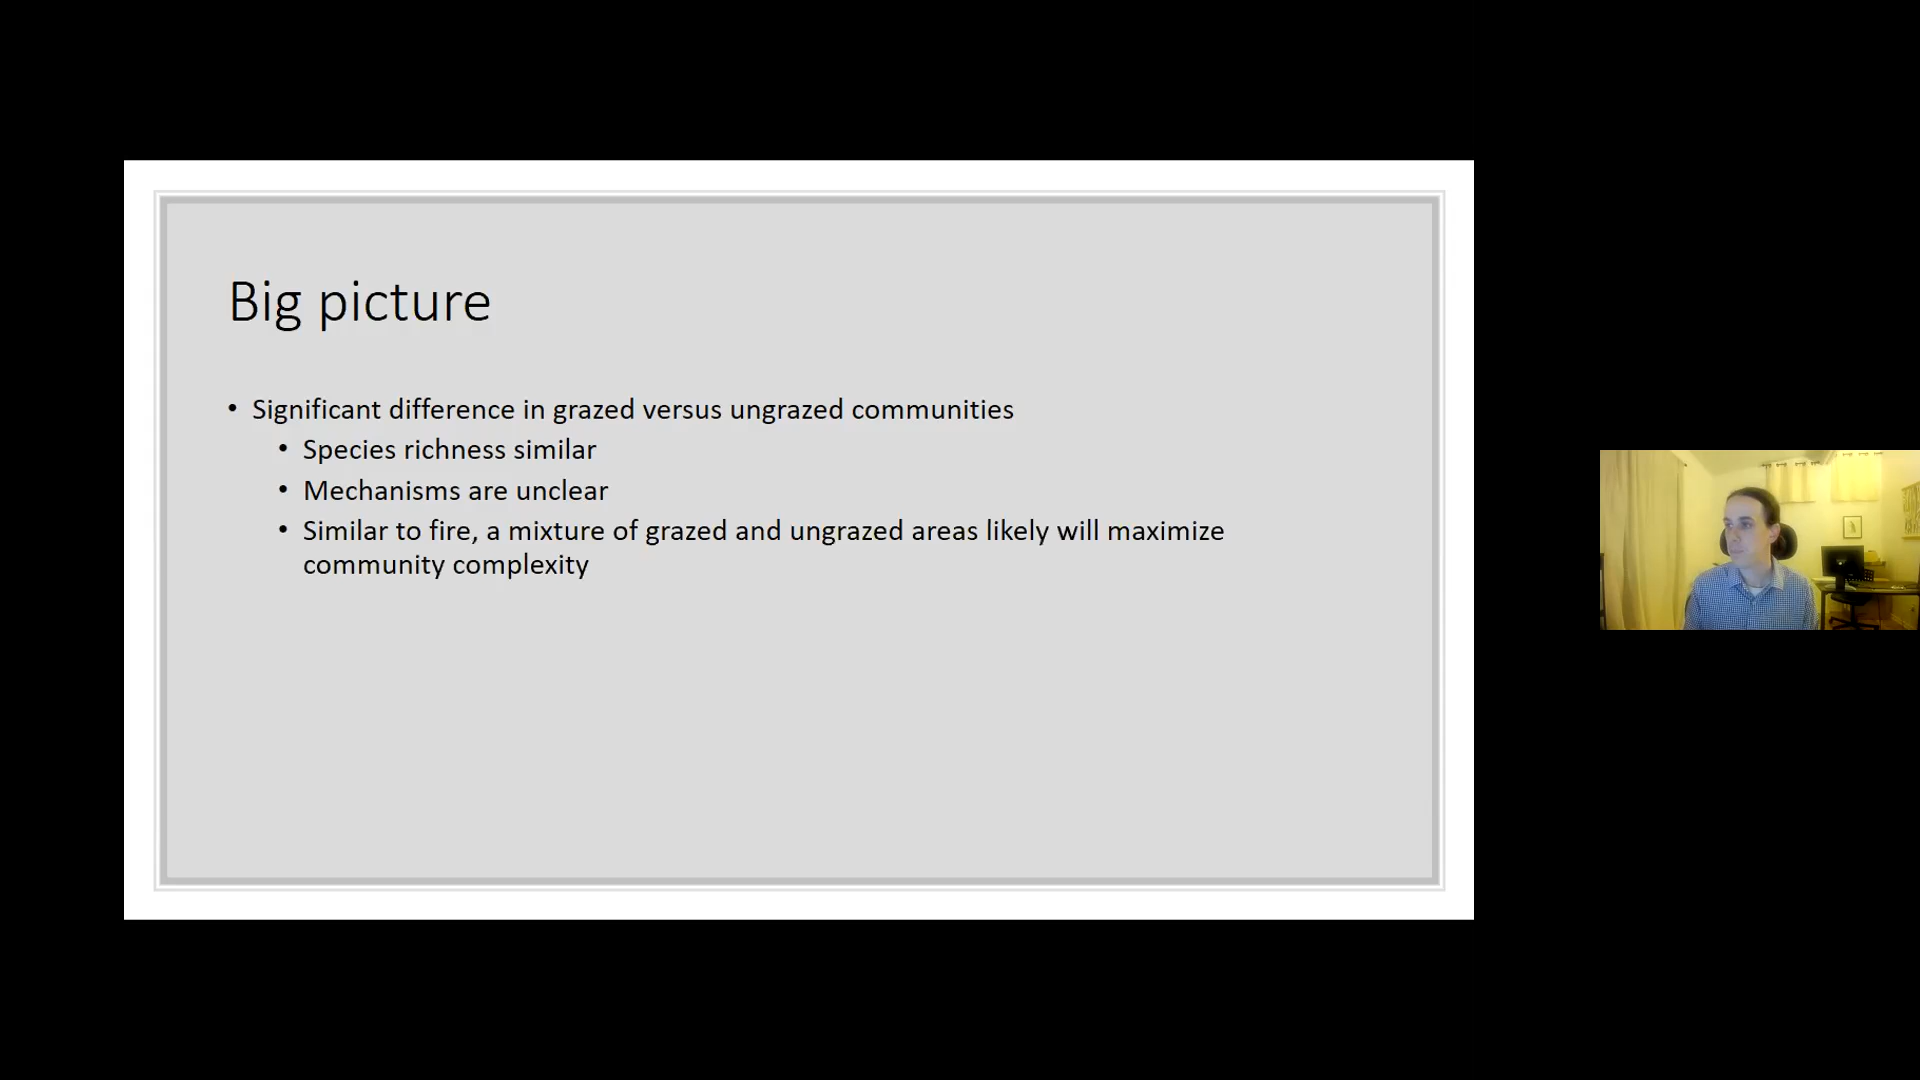 Big picture
• Significant difference in grazed versus ungrazed communities
• Species richness similar
• Mechanisms are unclear
• Similar to fire, a mixture of grazed and ungrazed areas likely will maximize
community complexity